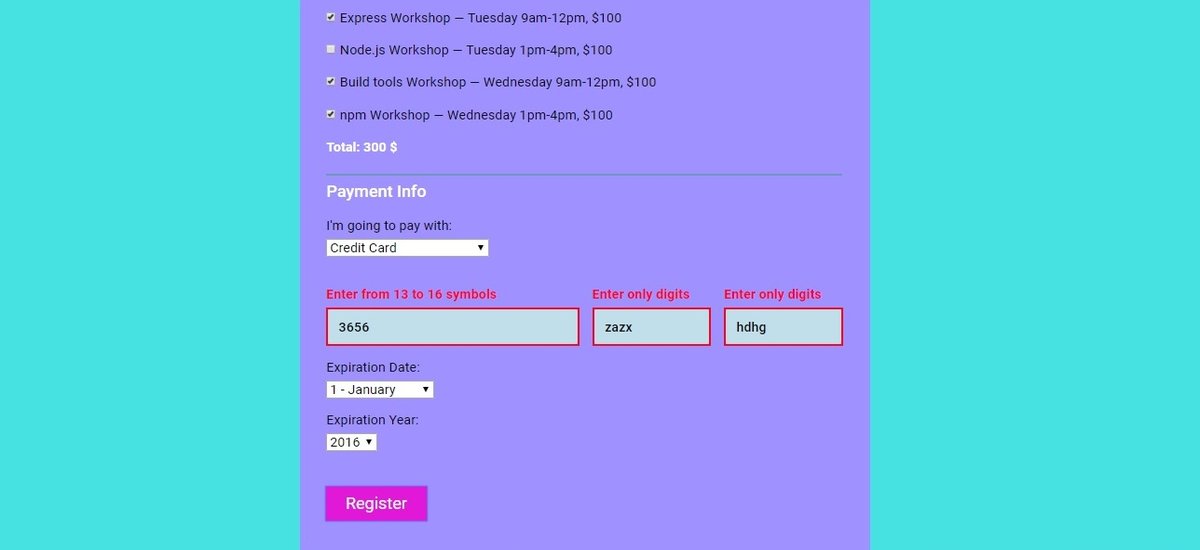 Express Workshop — Tuesday 9am-12pm, $100
Node.js Workshop — Tuesday 1pm-4pm, $100
Build tools Workshop — Wednesday 9am-12pm, $100
npm Workshop — Wednesday 1pm-4pm, $100
Total: 300 $
Payment Info
I'm going to pay with:
Credit Card
Enter from 13 to 16 symbols Enter only digits Enter only digits
3656 zazx hdhg
Expiration Date:
1 - January
Expiration Year:
2016
Register